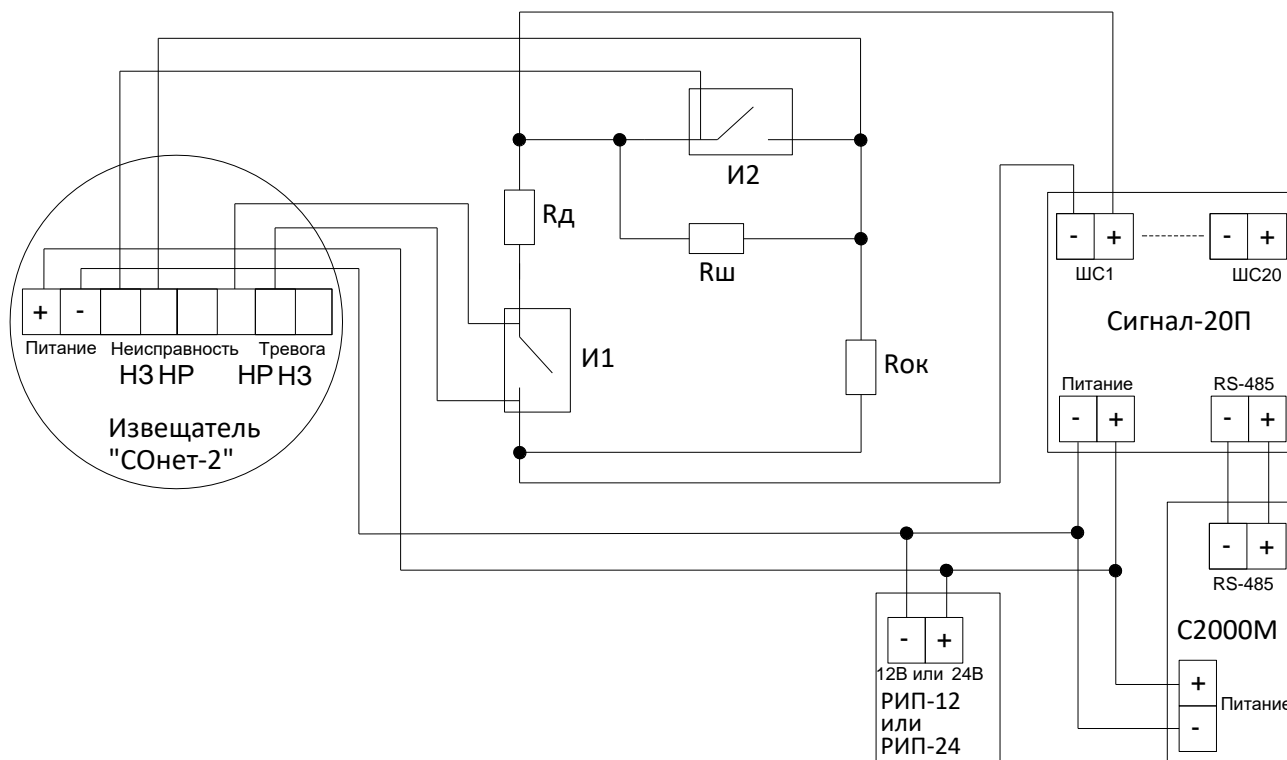 И2
Rд
Rш
- +
- +
ШС1
ШС20
Сигнал-20П
+ -
Питание
Неисправность
Тревога
НЗ НР
НР НЗ
И1
Rок
Извещатель
"СОнет-2"
Питание
RS-485
- +
- +
- +
RS-485
С2000М
- +
12В или 24В
РИП-12
или
РИП-24
+
-
Питание